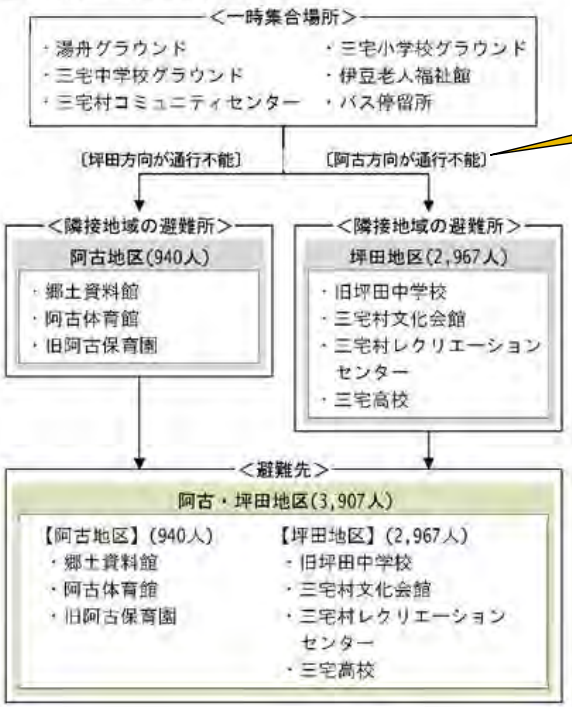 ＜一時集合場所＞
・湯舟グラウンド
・三宅中学校グラウンド
・三宅村コミュニティセンター
・三宅小学校グラウンド
・伊豆老人福祉館
・バス停留所
〔坪田方向が通行不能〕
〔阿古方向が通行不能〕
＜隣接地域の避難所＞
阿古地区(940人)
・郷土資料館
・阿古体育館
・旧阿古保育園
＜隣接地域の避難所＞
坪田地区(2,967人)
・旧坪田中学校
・三宅村文化会館
・三宅村レクリエーション
センター
・三宅高校
＜避難先＞
阿古・坪田地区(3,907人)
【阿古地区】(940人)
・郷土資料館
・阿古体育館
・旧阿古保育園
【坪田地区】(2,967人)
・旧坪田中学校
・三宅村文化会館
・三宅村レクリエーション
センター
・三宅高校